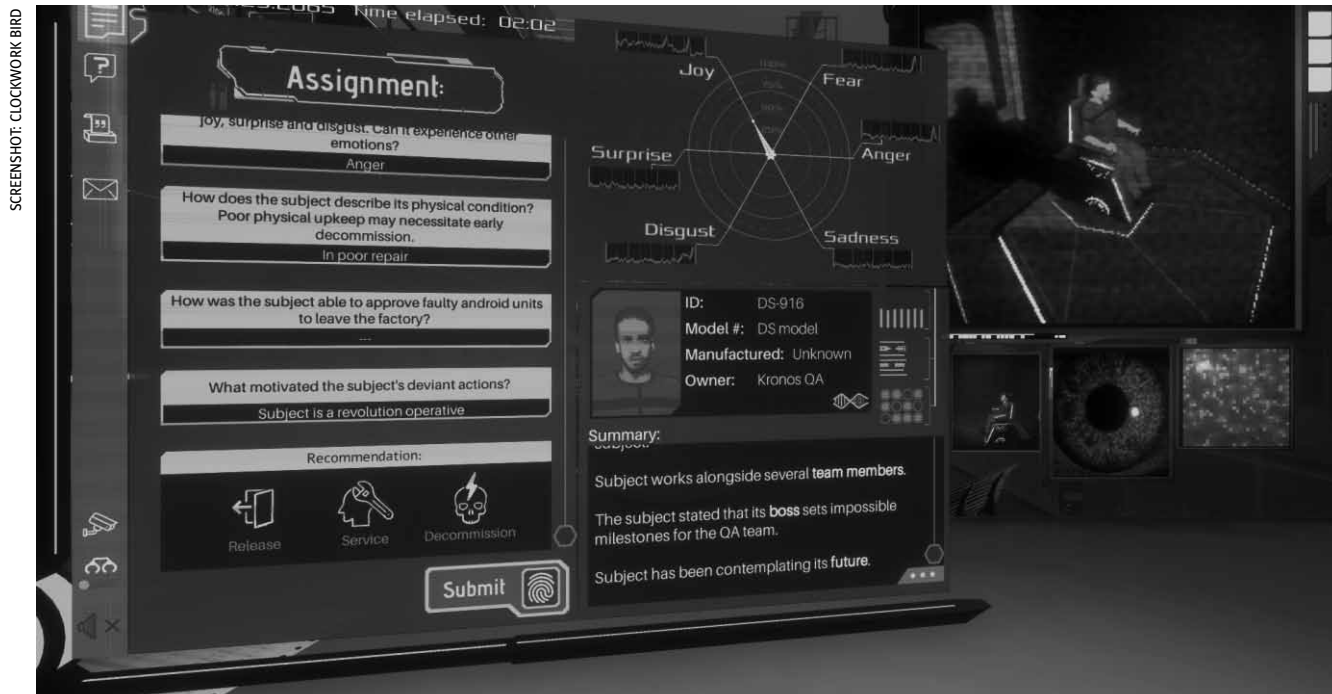 SCREENSHOT: CLOCKWORK BIRD
Time elapsed: 02:02
Assignment:
joy, surprise and disgust. Can it experience other
emotions?
Anger
How does the subject describe its physical condition?
Poor physical upkeep may necessitate early
decommission.
In poor repair
How was the subject able to approve faulty android units
to leave the factory?
---
What motivated the subject's deviant actions?
Subject is a revolution operative
Recommendation:
Release
Service
Decommission
Submit
Joy
Fear
Surprise
Anger
Disgust
Sadness
ID: DS-916
Model #: DS model
Manufactured: Unknown
Owner: Kronos QA
Summary:
Subject works alongside several team members.
The subject stated that its boss sets impossible
milestones for the QA team.
Subject has been contemplating its future.